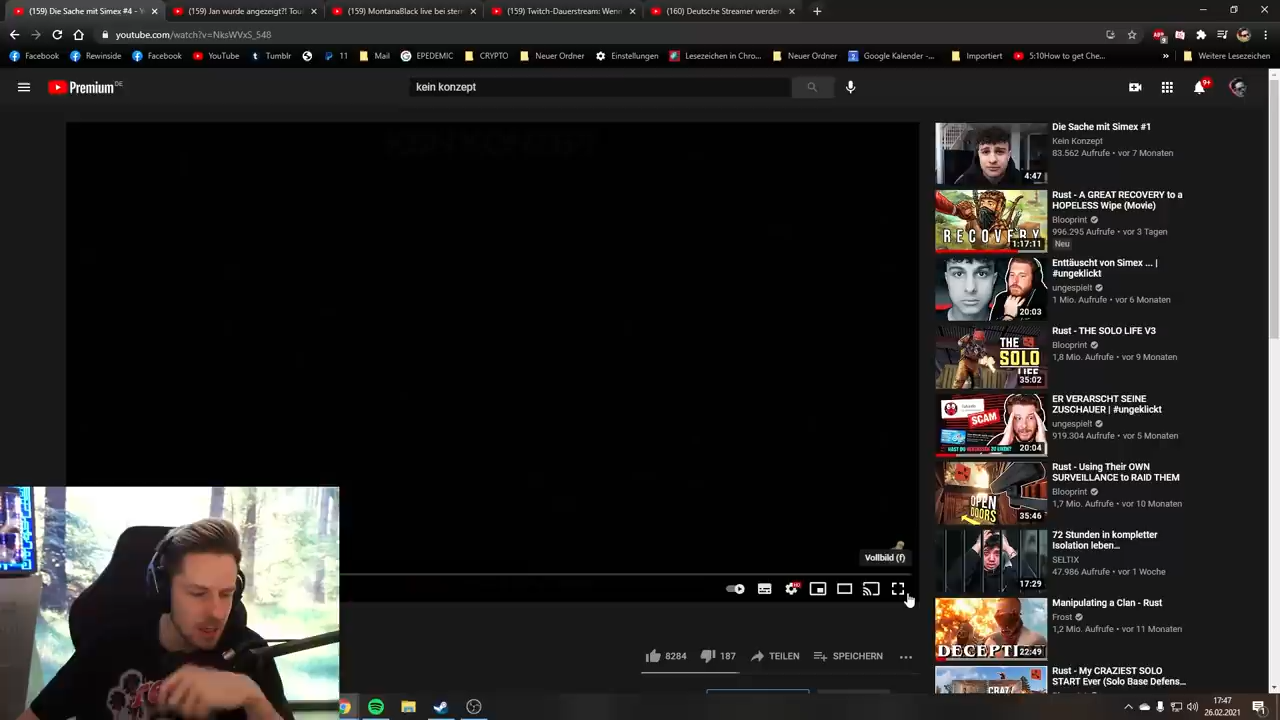 (159) Die Sache mit Simex #4 - Y
(159) Jan wurde angezeigt?! Tou
(159) MontanaBlack live bei ster
(159) Twitch-Dauerstream: Wenn
(160) Deutsche Streamer werden
youtube.com/watch?v=NksWVxS_548
Facebook
Rewinside
Facebook
YouTube
Tumblr
11
Mail
EPEDEMIC
CRYPTO
Neuer Ordner
Einstellungen
Lesezeichen in Chro...
Neuer Ordner
Google Kalender -...
Importiert
5:10How to get Che...
»
Weitere Lesezeichen
Premium DE
kein konzept
9+
Die Sache mit Simex #1
Kein Konzept
83.562 Aufrufe • vor 7 Monaten
4:47
Rust - A GREAT RECOVERY to a
HOPELESS Wipe (Movie)
Blooprint
996.295 Aufrufe • vor 3 Tagen
Neu
RECOVERY
1:17:11
Enttäuscht von Simex ... |
#ungeklickt
ungespielt
1 Mio. Aufrufe • vor 6 Monaten
20:03
Rust - THE SOLO LIFE V3
Blooprint
1,8 Mio. Aufrufe • vor 9 Monaten
THE
SOLO
LIFE
35:02
ER VERARSCHT SEINE
ZUSCHAUER | #ungeklickt
ungespielt
919.304 Aufrufe • vor 5 Monaten
SCAM
20:04
Rust - Using Their OWN
SURVEILLANCE to RAID THEM
Blooprint
1,7 Mio. Aufrufe • vor 10 Monaten
OPEN
DOORS
35:46
72 Stunden in kompletter
Isolation leben...
SELTIX
47.986 Aufrufe • vor 1 Woche
17:29
Manipulating a Clan - Rust
Frost
1,2 Mio. Aufrufe • vor 11 Monaten
DECEPTI
22:49
Rust - My CRAZIEST SOLO
START Ever (Solo Base Defens...
Vollbild (f)
HD
8284
187
TEILEN
SPEICHERN
17:47
26.02.2021